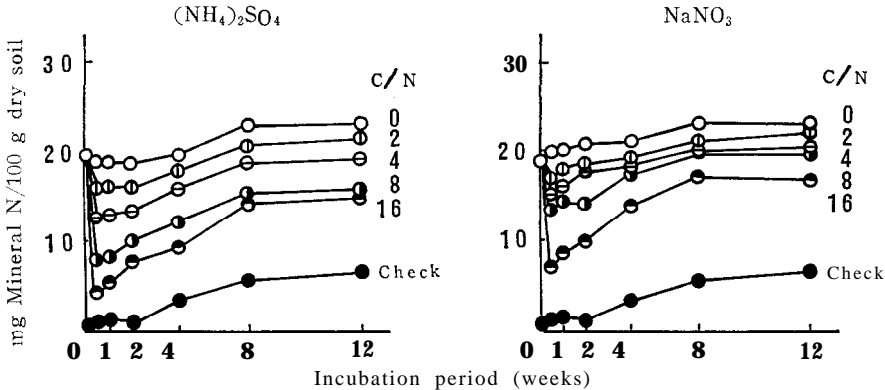 (NH₄)₂SO₄
mg Mineral N/100 g dry soil
30
20
10
C/N
0
2
4
8
16
Check
0 1 2 4 8 12
NaNO₃
30
20
10
C/N
0
2
4
8
16
Check
0 1 2 4 8 12
Incubation period (weeks)